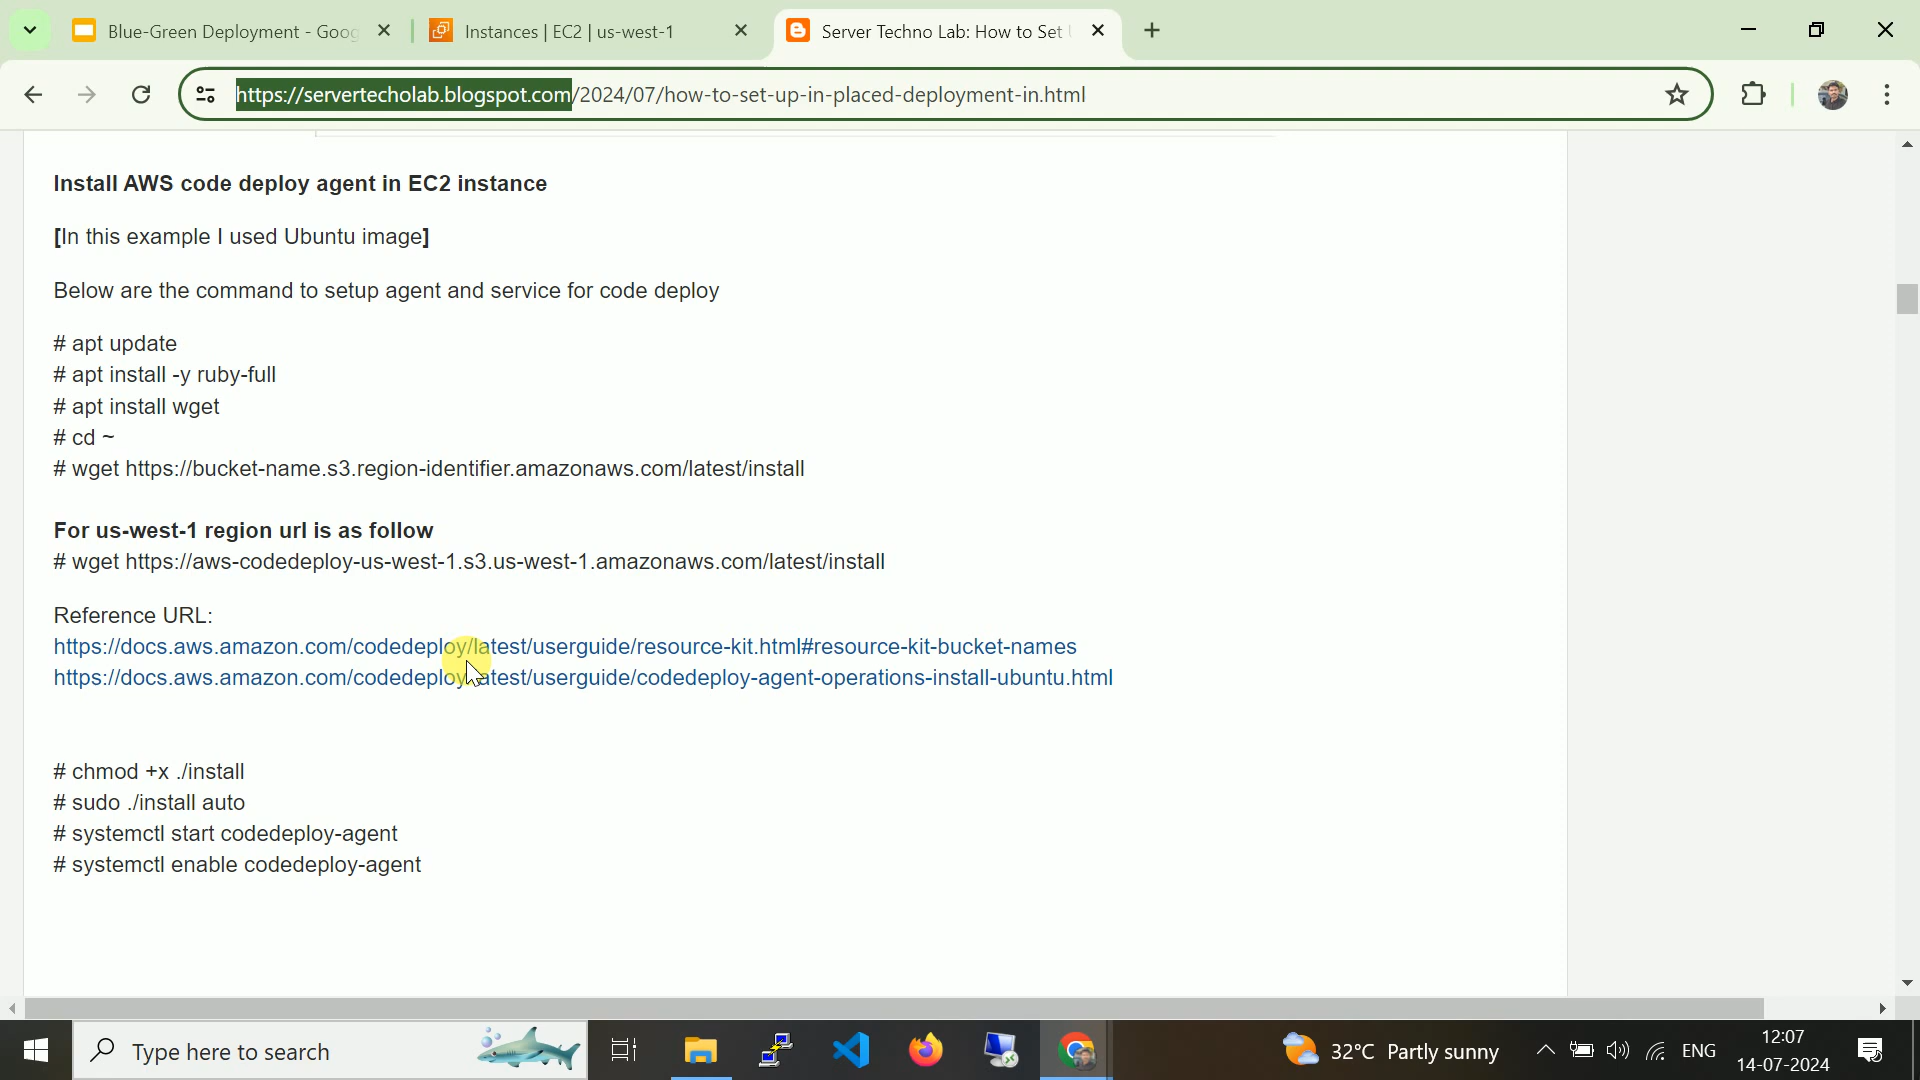 Blue-Green Deployment - Goog
Instances | EC2 | us-west-1
Server Techno Lab: How to Set U
https://servertecholab.blogspot.com/2024/07/how-to-set-up-in-placed-deployment-in.html
Install AWS code deploy agent in EC2 instance
[In this example I used Ubuntu image]
Below are the command to setup agent and service for code deploy
# apt update
# apt install -y ruby-full
# apt install wget
# cd ~
# wget https://bucket-name.s3.region-identifier.amazonaws.com/latest/install
For us-west-1 region url is as follow
# wget https://aws-codedeploy-us-west-1.s3.us-west-1.amazonaws.com/latest/install
Reference URL:
https://docs.aws.amazon.com/codedeploy/latest/userguide/resource-kit.html#resource-kit-bucket-names
https://docs.aws.amazon.com/codedeploy/latest/userguide/codedeploy-agent-operations-install-ubuntu.html
# chmod +x ./install
# sudo ./install auto
# systemctl start codedeploy-agent
# systemctl enable codedeploy-agent
Type here to search
32°C Partly sunny
ENG
12:07
14-07-2024